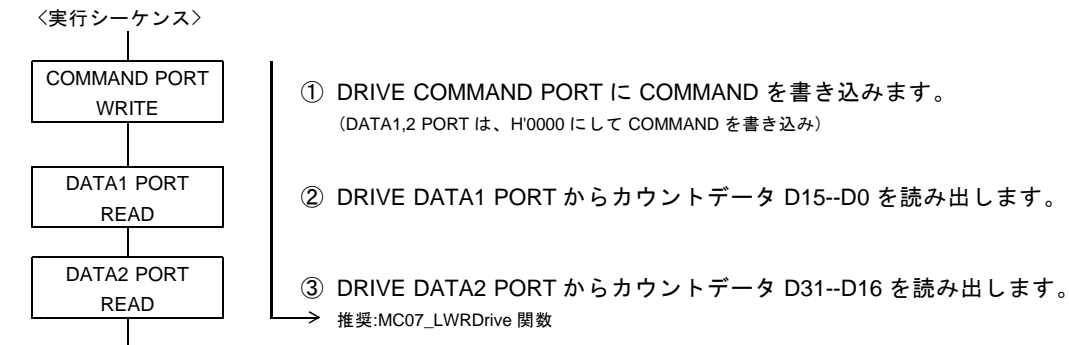 〈実行シーケンス〉
COMMAND PORT
WRITE
① DRIVE COMMAND PORT に COMMAND を書き込みます。
（DATA1,2 PORT は、H'0000 にして COMMAND を書き込み）
DATA1 PORT
READ
② DRIVE DATA1 PORT からカウントデータ D15--D0 を読み出します。
DATA2 PORT
READ
③ DRIVE DATA2 PORT からカウントデータ D31--D16 を読み出します。
推奨:MC07_LWRDrive 関数